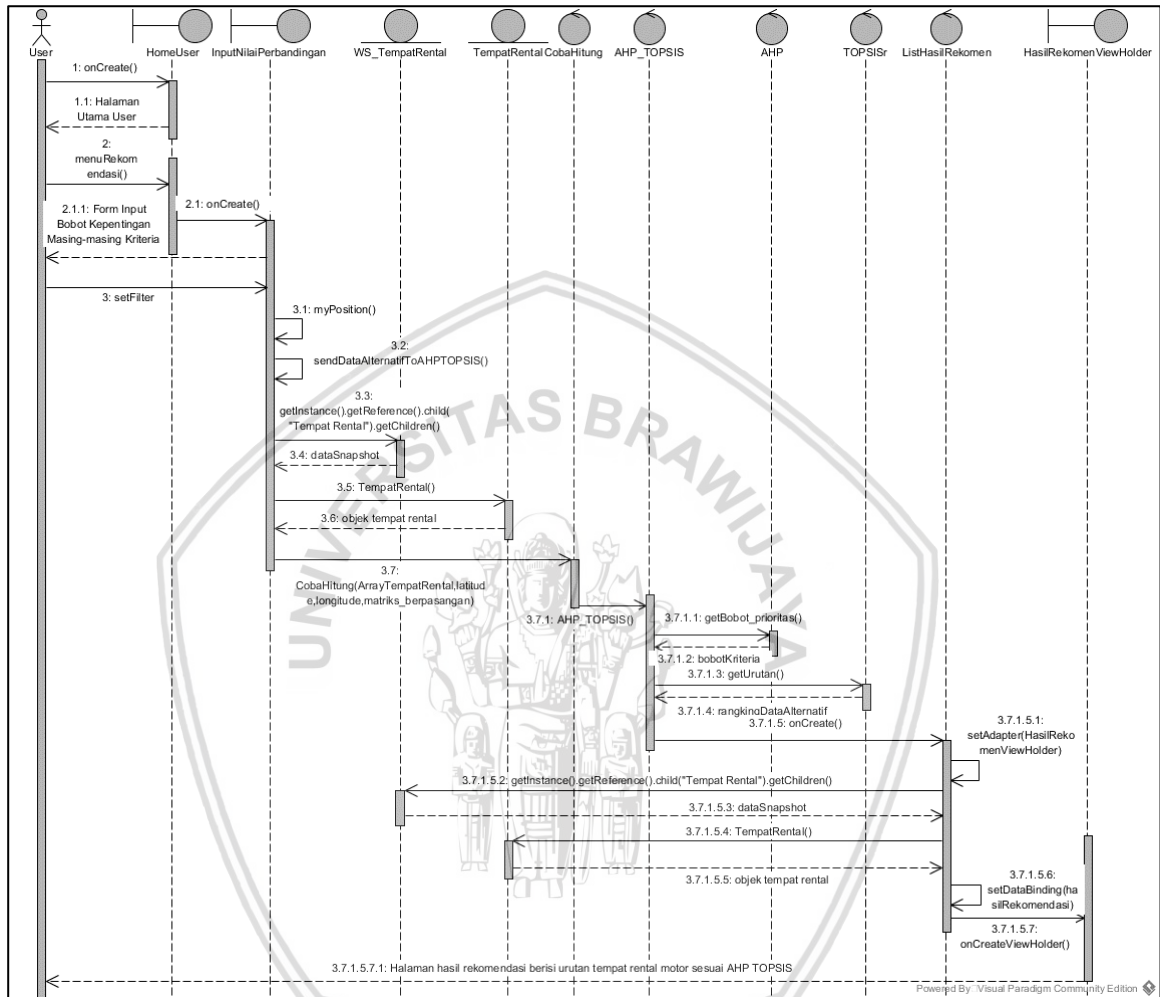 User
HomeUser
InputNilaiPerbandingan
WS_TempatRental
TempatRental
CobaHitung
AHP_TOPSIS
AHP
TOPSISr
ListHasilRekomen
HasilRekomenViewHolder
1: onCreate()
1.1: Halaman
Utama User
2:
menuRekom
endasi()
2.1: onCreate()
2.1.1: Form Input
Bobot Kepentingan
Masing-masing Kriteria
3: setFilter
3.1: myPosition()
3.2:
sendDataAlternatifToAHPTOPSIS()
3.3:
getInstance().getReference().child(
"Tempat Rental").getChildren()
3.4: dataSnapshot
3.5: TempatRental()
3.6: objek tempat rental
3.7:
CobaHitung(ArrayTempatRental,latitud
e,longitude,matriks_berpasangan)
3.7.1: AHP_TOPSIS()
3.7.1.1: getBobot_prioritas()
3.7.1.2: bobotKriteria
3.7.1.3: getUrutan()
3.7.1.4: rangkingDataAlternatif
3.7.1.5: onCreate()
3.7.1.5.1:
setAdapter(HasilReko
menViewHolder)
3.7.1.5.2: getInstance().getReference().child("Tempat Rental").getChildren()
3.7.1.5.3: dataSnapshot
3.7.1.5.4: TempatRental()
3.7.1.5.5: objek tempat rental
3.7.1.5.6:
setDataBinding(ha
silRekomendasi)
3.7.1.5.7:
onCreateViewHolder()
3.7.1.5.7.1: Halaman hasil rekomendasi berisi urutan tempat rental motor sesuai AHP TOPSIS
UNIVERSITAS BRAWIJAYA
Powered By Visual Paradigm Community Edition